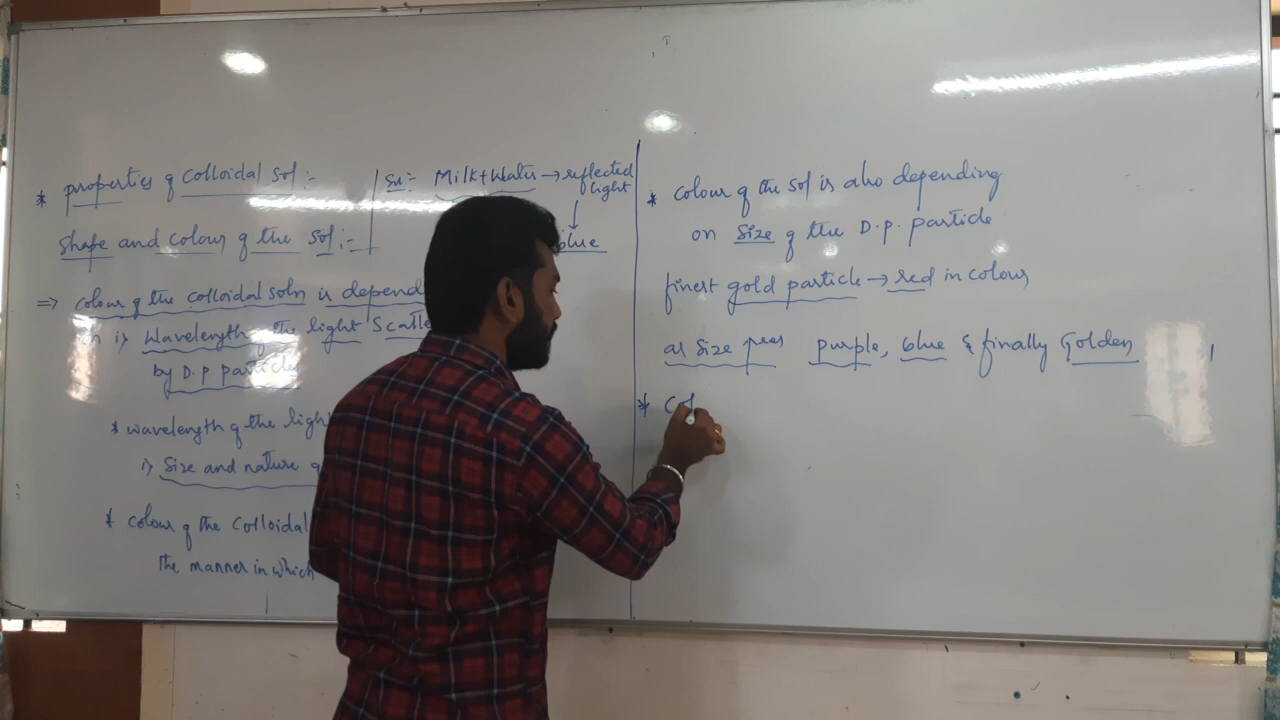 * properties of colloidal sol:-
shape and colour of the sol:-
=> colour of the colloidal soln is depend
on i) Wavelength of the light Scatte
by D.P particle
* wavelength of the light
i) Size and nature o
* colour of the Colloidal
the manner in which
Milk+Water → reflected
light
↓
blue
* colour of the sol is also depending
on Size of the D.p. particle
finest gold particle → red in colour
as size purple, blue & finally Golden
* Col